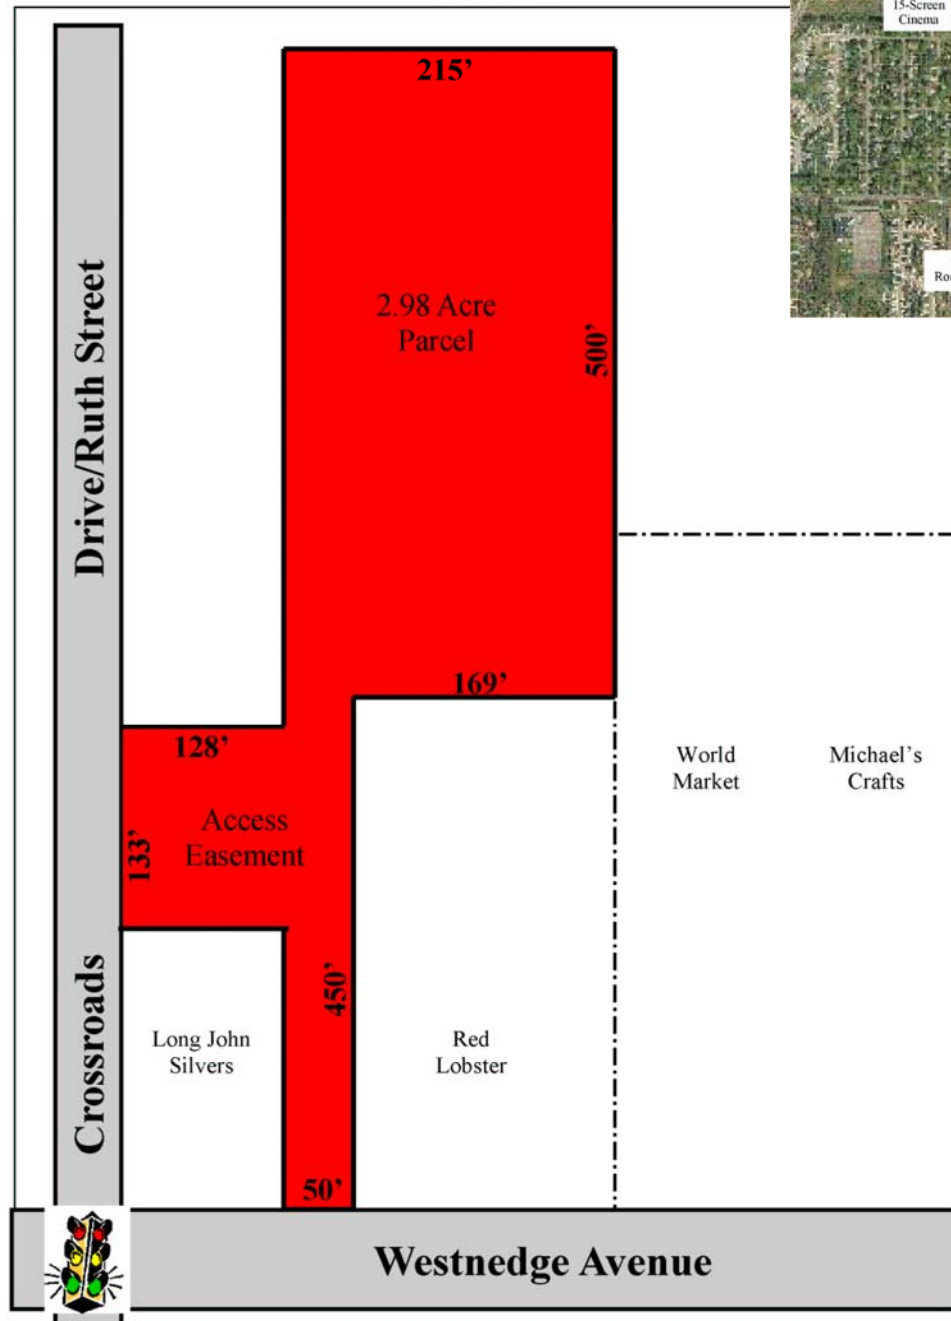 15-Screen
Cinema
215’
2.98 Acre
Parcel
500’
Drive/Ruth Street
169'
128’
World
Market
Michael’s
Crafts
Access
Easement
133’
450’
Crossroads
Long John
Silvers
Red
Lobster
50’
Westnedge Avenue